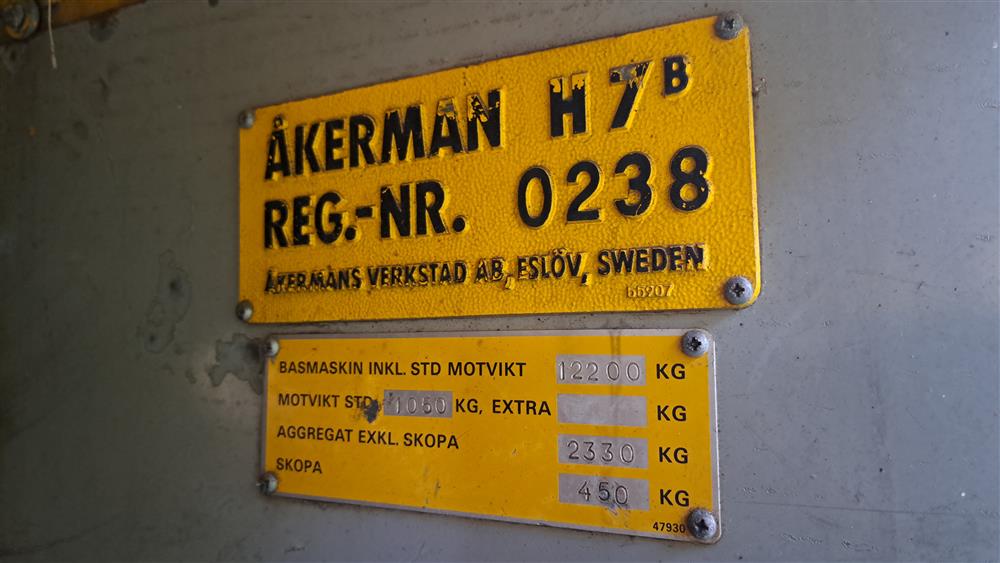 ÅKERMAN H7B
REG.-NR. 0238
ÅKERMANS VERKSTAD AB, ESLÖV, SWEDEN
55907
BASMASKIN INKL. STD MOTVIKT 12200 KG
MOTVIKT STD. 1050 KG, EXTRA KG
AGGREGAT EXKL. SKOPA 2330 KG
SKOPA 450 KG
47930